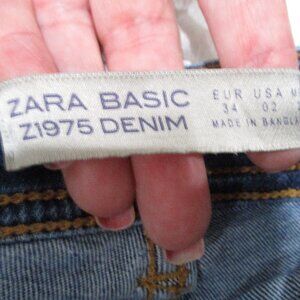 ZARA BASIC
Z1975 DENIM
EUR USA
34 02
MADE IN